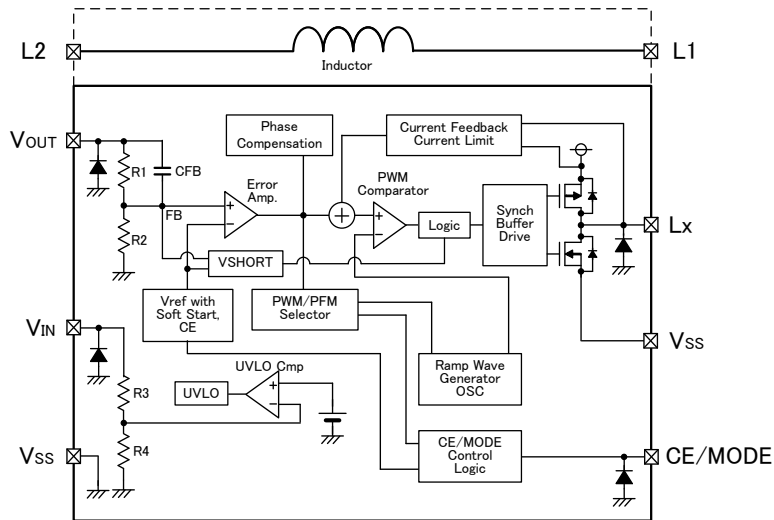 L2
L1
Inductor
VOUT
Phase
Compensation
Current Feedback
Current Limit
R1
CFB
Error
Amp.
PWM
Comparator
FB
R2
Logic
Synch
Buffer
Drive
Lx
VSHORT
Vref with
Soft Start,
CE
PWM/PFM
Selector
VIN
VSS
UVLO Cmp
Ramp Wave
Generator
OSC
R3
UVLO
R4
VSS
CE/MODE
Control
Logic
CE/MODE